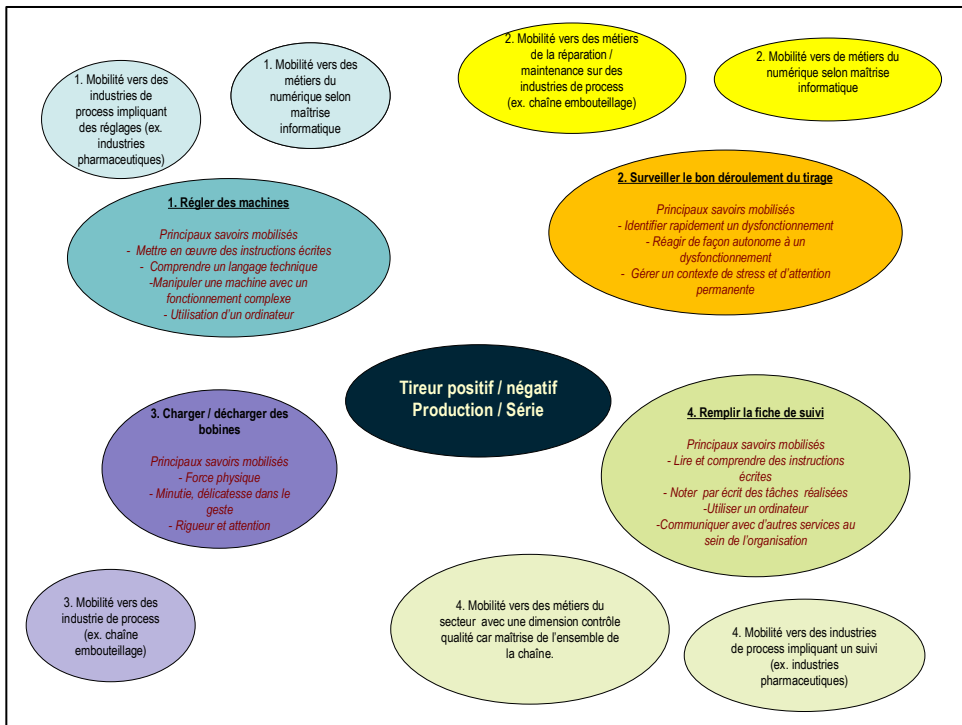 1. Mobilité vers des
industries de
process impliquant
des réglages (ex.
industries
pharmaceutiques)
1. Mobilité vers des
métiers du
numérique selon
maîtrise
informatique
2. Mobilité vers des métiers
de la réparation /
maintenance sur des
industries de process
(ex. chaîne embouteillage)
2. Mobilité vers de métiers du
numérique selon maîtrise
informatique
1. Régler des machines
Principaux savoirs mobilisés
- Mettre en œuvre des instructions écrites
- Comprendre un langage technique
-Manipuler une machine avec un
fonctionnement complexe
- Utilisation d'un ordinateur
2. Surveiller le bon déroulement du tirage
Principaux savoirs mobilisés
- Identifier rapidement un dysfonctionnement
- Réagir de façon autonome à un
dysfonctionnement
- Gérer un contexte de stress et d'attention
permanente
Tireur positif / négatif
Production / Série
3. Charger / décharger des
bobines
Principaux savoirs mobilisés
- Force physique
- Minutie, délicatesse dans le
geste
- Rigueur et attention
4. Remplir la fiche de suivi
Principaux savoirs mobilisés
- Lire et comprendre des instructions
écrites
- Noter par écrit des tâches réalisées
-Utiliser un ordinateur
-Communiquer avec d'autres services au
sein de l'organisation
3. Mobilité vers des
industrie de process
(ex. chaîne
embouteillage)
4. Mobilité vers des métiers du
secteur avec une dimension contrôle
qualité car maîtrise de l'ensemble de
la chaîne.
4. Mobilité vers des industries
de process impliquant un suivi
(ex. industries
pharmaceutiques)